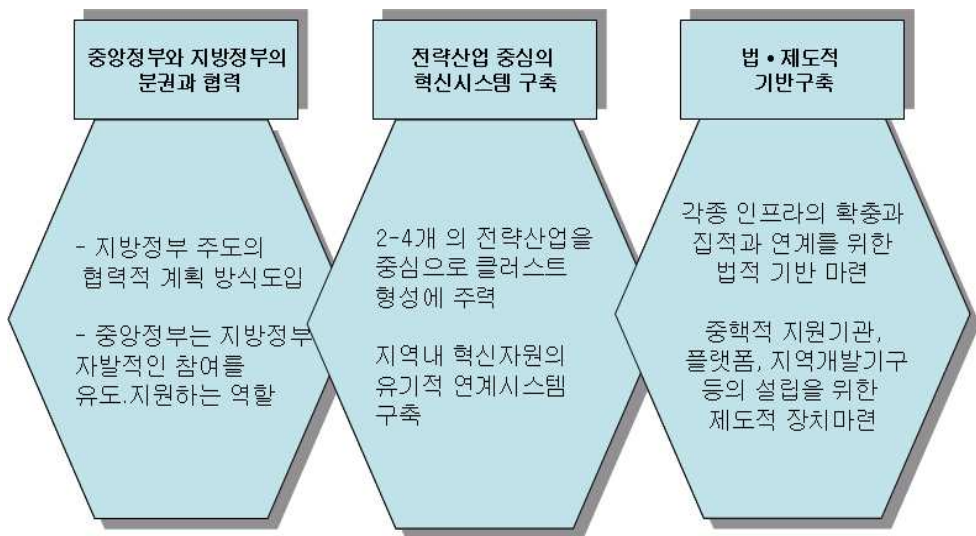 중앙정부와 지방정부의
분권과 협력
- 지방정부 주도의
협력적 계획 방식도입
- 중앙정부는 지방정부
자발적인 참여를
유도.지원하는 역할
전략산업 중심의
혁신시스템 구축
2-4개 의 전략산업을
중심으로 클러스트
형성에 주력
지역내 혁신자원의
유기적 연계시스템
구축
법 • 제도적
기반구축
각종 인프라의 확충과
집적과 연계를 위한
법적 기반 마련
중핵적 지원기관,
플랫폼, 지역개발기구
등의 설립을 위한
제도적 장치마련